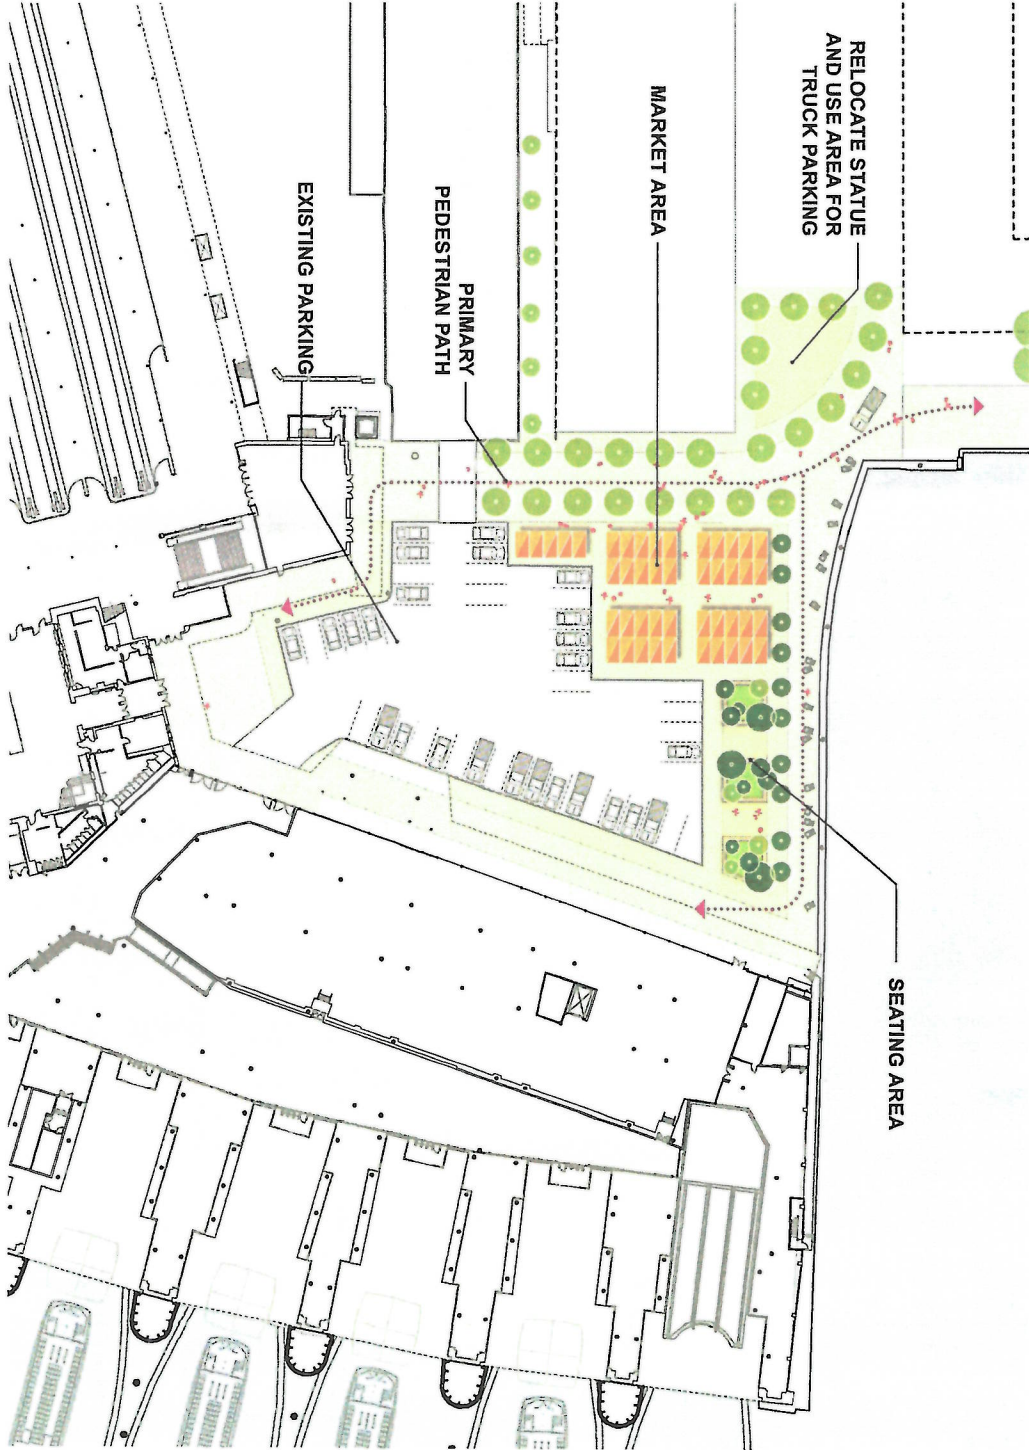 RELOCATE STATUE
AND USE AREA FOR
TRUCK PARKING
MARKET AREA
PRIMARY
PEDESTRIAN PATH
EXISTING PARKING
SEATING AREA